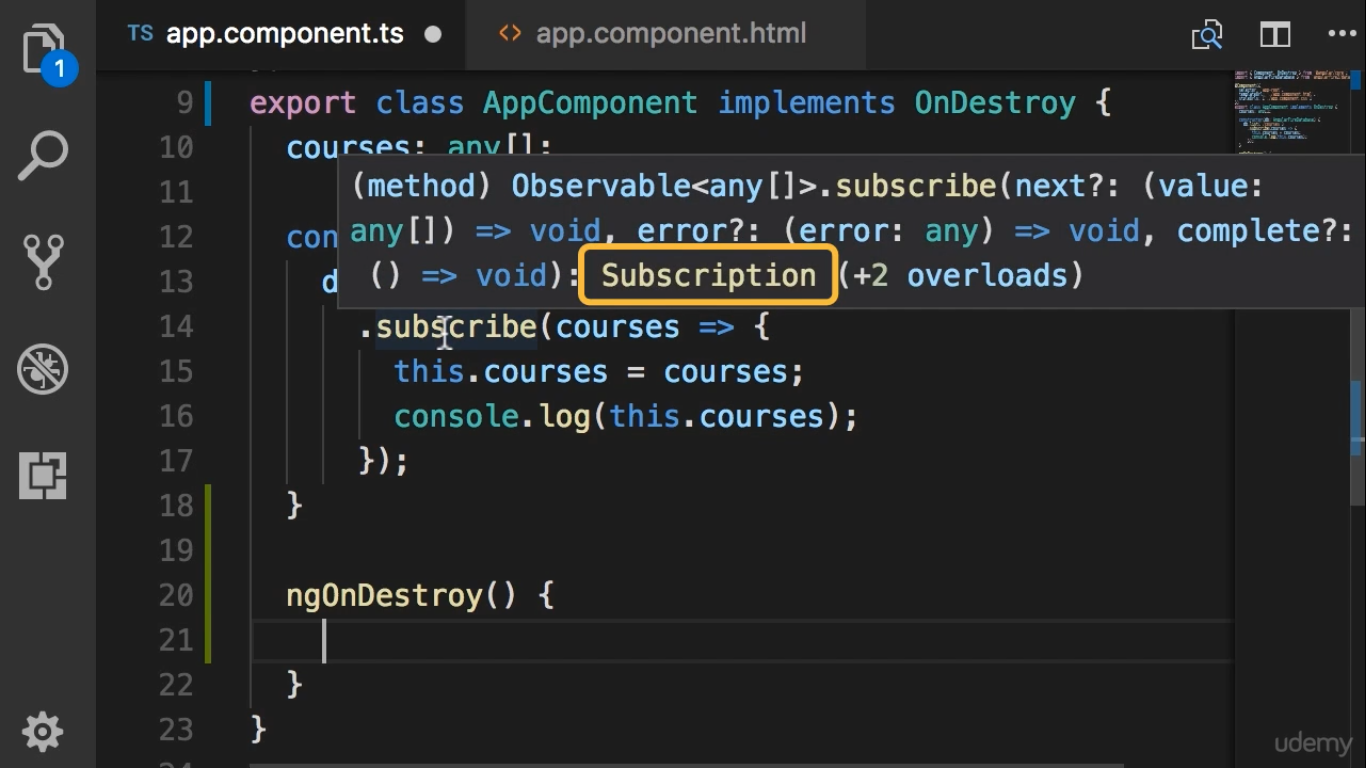 TS app.component.ts
<> app.component.html
1
9 export class AppComponent implements OnDestroy {
10 courses: any[];
(method) Observable<any[]>.subscribe(next?: (value:
11
any[]) => void, error?: (error: any) => void, complete?:
12 con
() => void): Subscription (+2 overloads)
13 d
14 .subscribe(courses => {
15 this.courses = courses;
16 console.log(this.courses);
17 });
18 }
19
20 ngOnDestroy() {
21
22 }
23 }
24
udemy